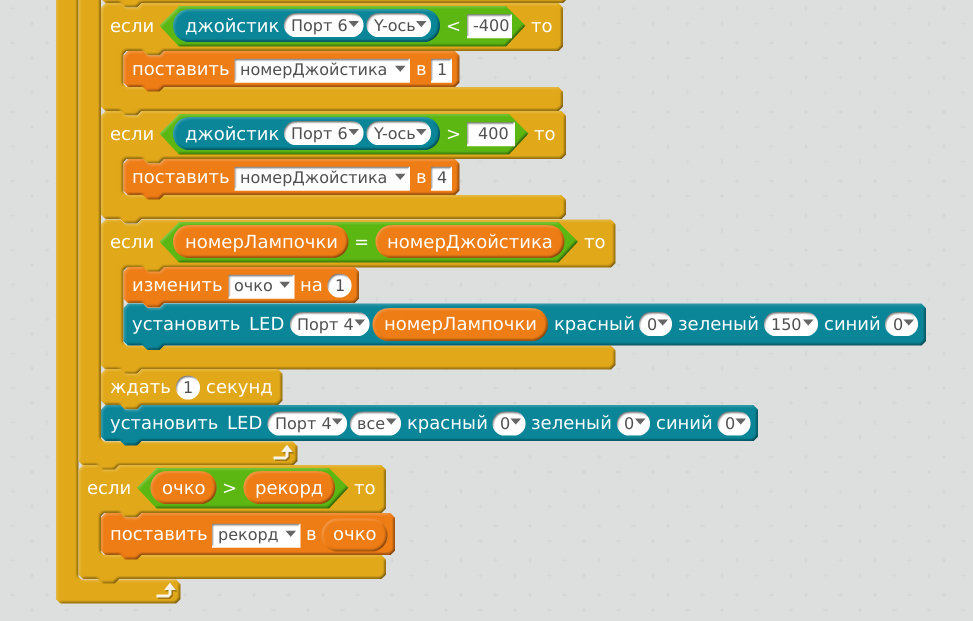 если джойстик Порт 6 Y-ось < -400 то
поставить номерДжойстика в 1
если джойстик Порт 6 Y-ось > 400 то
поставить номерДжойстика в 4
если номерЛампочки = номерДжойстика то
изменить очко на 1
установить LED Порт 4 номерЛампочки красный 0 зеленый 150 синий 0
ждать 1 секунд
установить LED Порт 4 все красный 0 зеленый 0 синий 0
если очко > рекорд то
поставить рекорд в очко